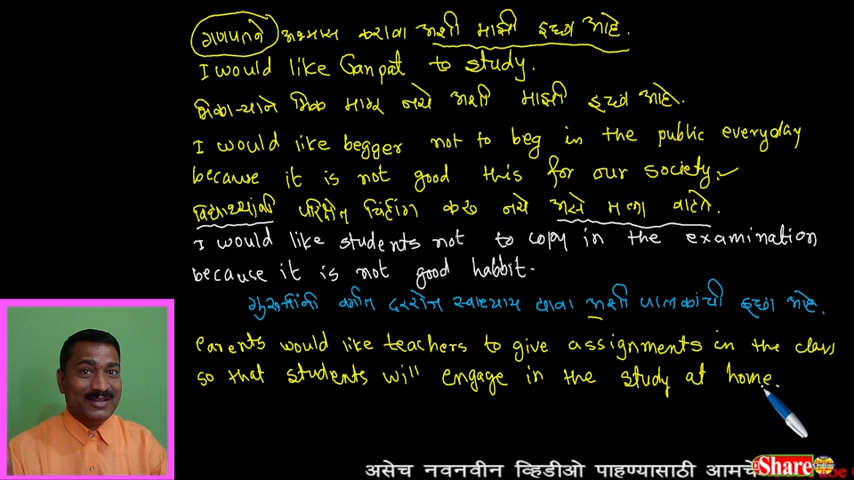 गणपतने अभ्यास करावा अशी माझी इच्छा आहे.
I would like Ganpat to study.
भिकाऱ्याने भिक मागू नये अशी माझी इच्छा आहे.
I would like begger not to beg in the public everyday
because it is not good this for our society.
विद्यार्थ्यांनी परिक्षेत चिटींग करू नये असे मला वाटते.
I would like students not to copy in the examination
because it is not good habbit.
गुरुजींनी वर्गात दररोज स्वाध्याय द्यावा अशी पालकांची इच्छा आहे.
Parents would like teachers to give assignments in the class
so that students will engage in the study at home.
असेच नवनवीन व्हिडीओ पाहण्यासाठी आमचे
Share